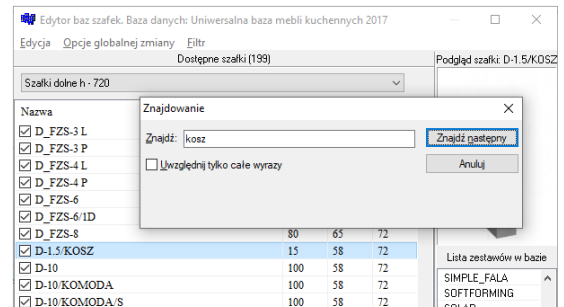 Edytor baz szafek. Baza danych: Uniwersalna baza mebli kuchennych 2017
Edycja Opcje globalnej zmiany Filtr
Dostępne szafki (199)
Podgląd szafki: D-1.5/KOSZ
Szafki dolne h - 720
Nazwa
Znajdowanie
Znajdź: kosz
Znajdź następny
Uwzględnij tylko całe wyrazy
Anuluj
D_FZS-3 L
D_FZS-3 P
D_FZS-4 L
D_FZS-4 P
D_FZS-6
D_FZS-6/1D
D_FZS-8 80 65 72
D-1.5/KOSZ 15 58 72
D-10 100 58 72
D-10/KOMODA 100 58 72
D-10/KOMODA/S 100 58 72
Lista zestawów w bazie
SIMPLE_FALA
SOFTFORMING